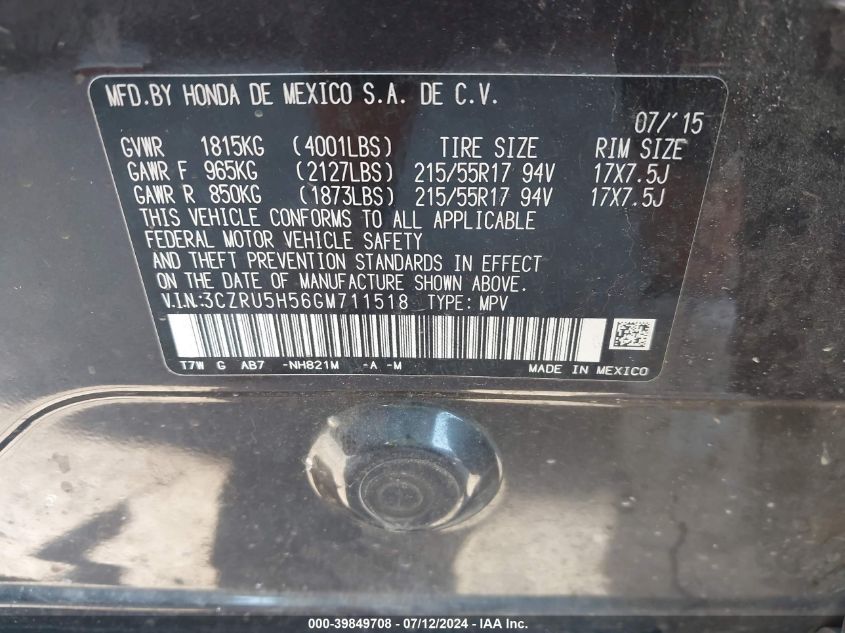 MFD.BY HONDA DE MEXICO S.A. DE C.V.
07/'15
GVWR 1815KG (4001LBS) TIRE SIZE RIM SIZE
GAWR F 965KG (2127LBS) 215/55R17 94V 17X7.5J
GAWR R 850KG (1873LBS) 215/55R17 94V 17X7.5J
THIS VEHICLE CONFORMS TO ALL APPLICABLE
FEDERAL MOTOR VEHICLE SAFETY
AND THEFT PREVENTION STANDARDS IN EFFECT
ON THE DATE OF MANUFACTURE SHOWN ABOVE.
V.I.N:3CZRU5H56GM711518 TYPE: MPV
T7W G AB7 -NH821M -A -M MADE IN MEXICO
000-39849708 - 07/12/2024 - IAA Inc.